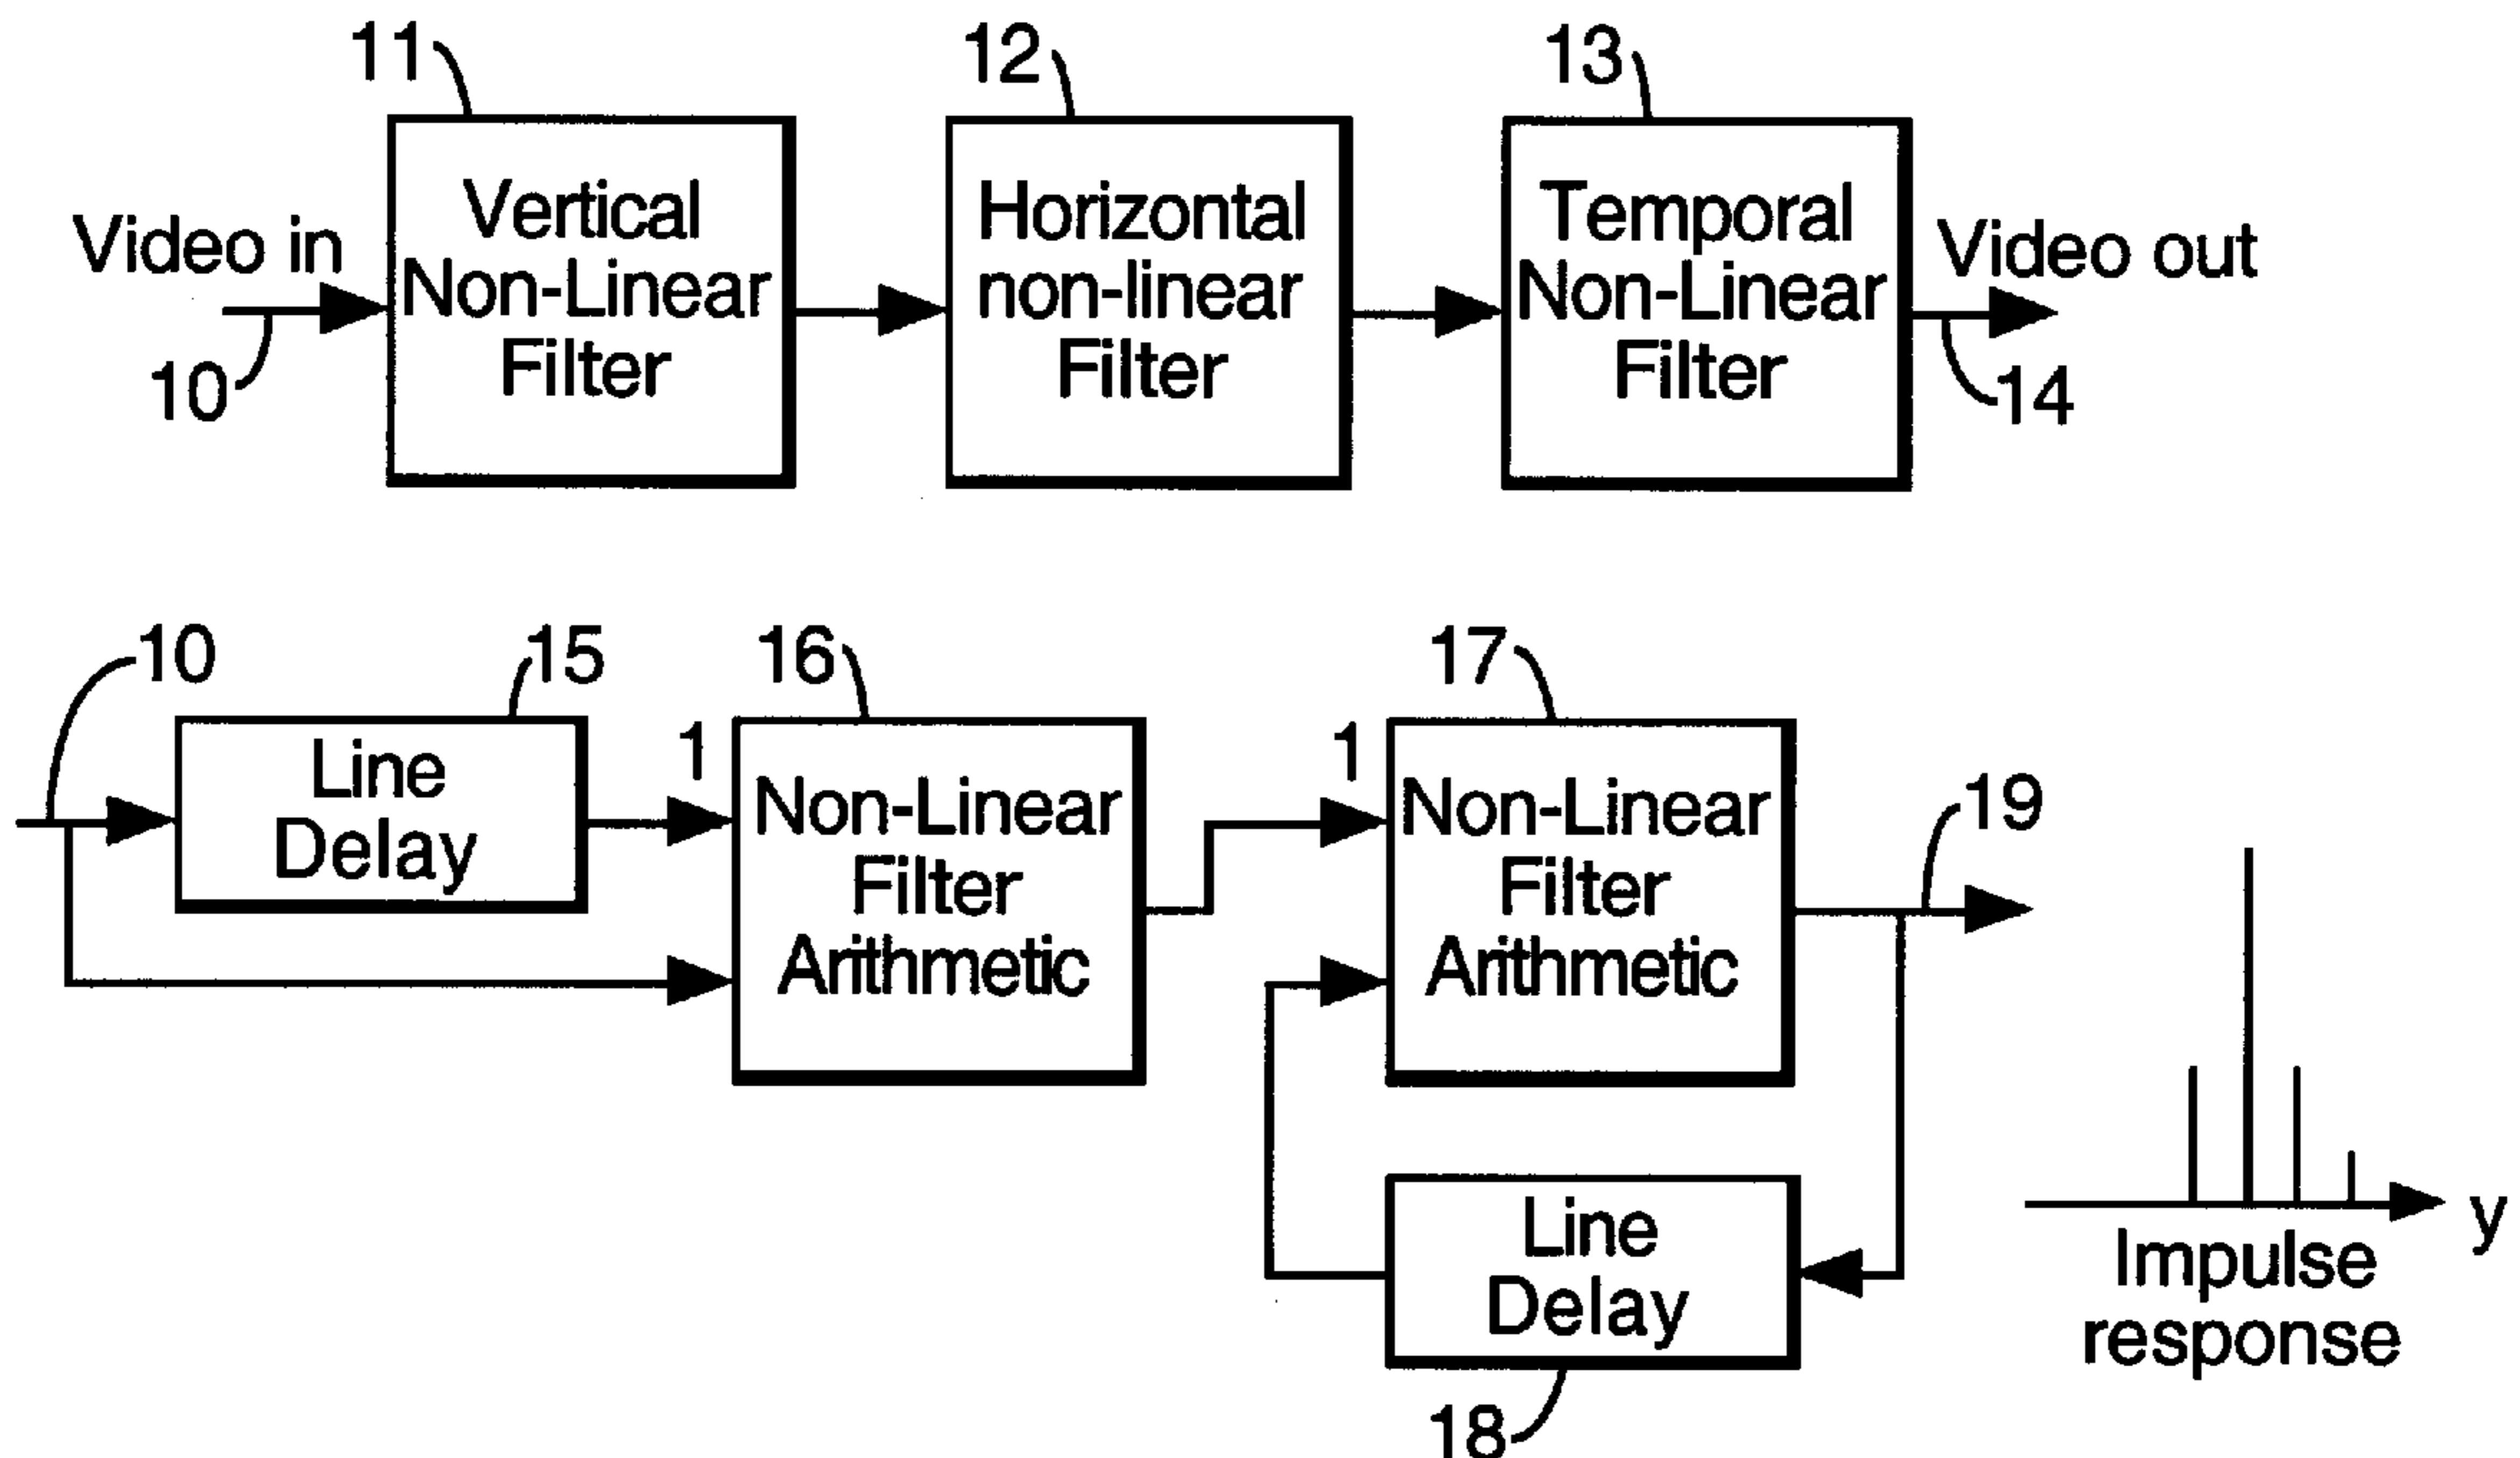 11
12
13
Video in
Vertical
Non-Linear
Filter
Horizontal
non-linear
Filter
Temporal
Non-Linear
Filter
Video out
10
14
10
15
16
17
Line
Delay
1
Non-Linear
Filter
Arithmetic
1
Non-Linear
Filter
Arithmetic
19
Line
Delay
18
y
Impulse
response